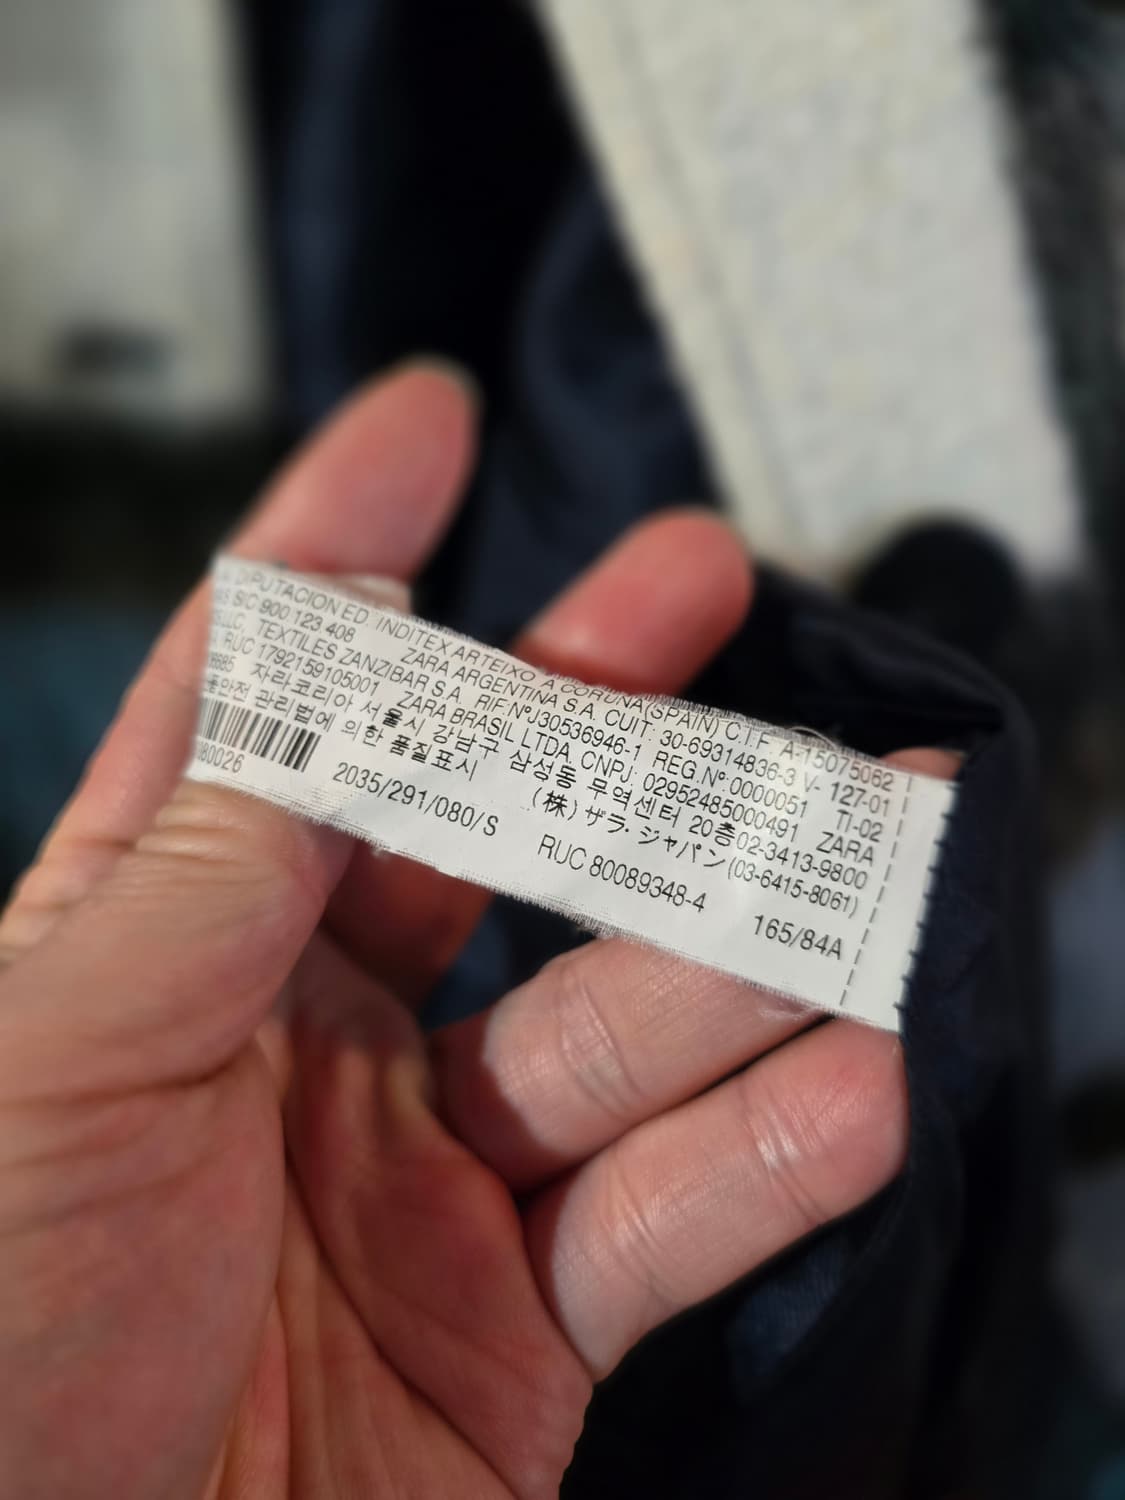 DIPUTACION ED. INDITEX ARTEIXO A CORUÑA (SPAIN) C.I.F. A-15075062
SIC 900 123 408 ZARA ARGENTINA S.A. CUIT: 30-69314836-3 V- 127-01
TEXTILES ZANZIBAR S.A. RIF: Nº J30536946-1 REG.Nº:0000051 TI-02
RUC 1792159105001 ZARA BRASIL LTDA. CNPJ: 02952485000491 ZARA
자라코리아 서울시 강남구 삼성동 무역센터 20층 02-3413-9800
관리법에 의한 품질표시 (株) ザラ・ジャパン (03-6415-8061)
2035/291/080/S RUC 80089348-4 165/84A